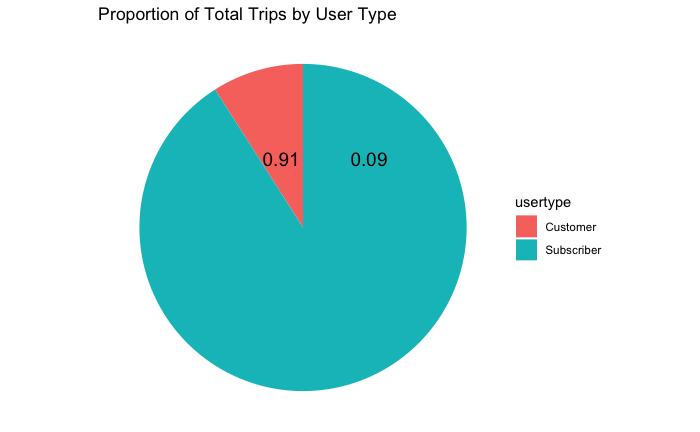 Proportion of Total Trips by User Type
0.91 0.09
usertype
Customer
Subscriber